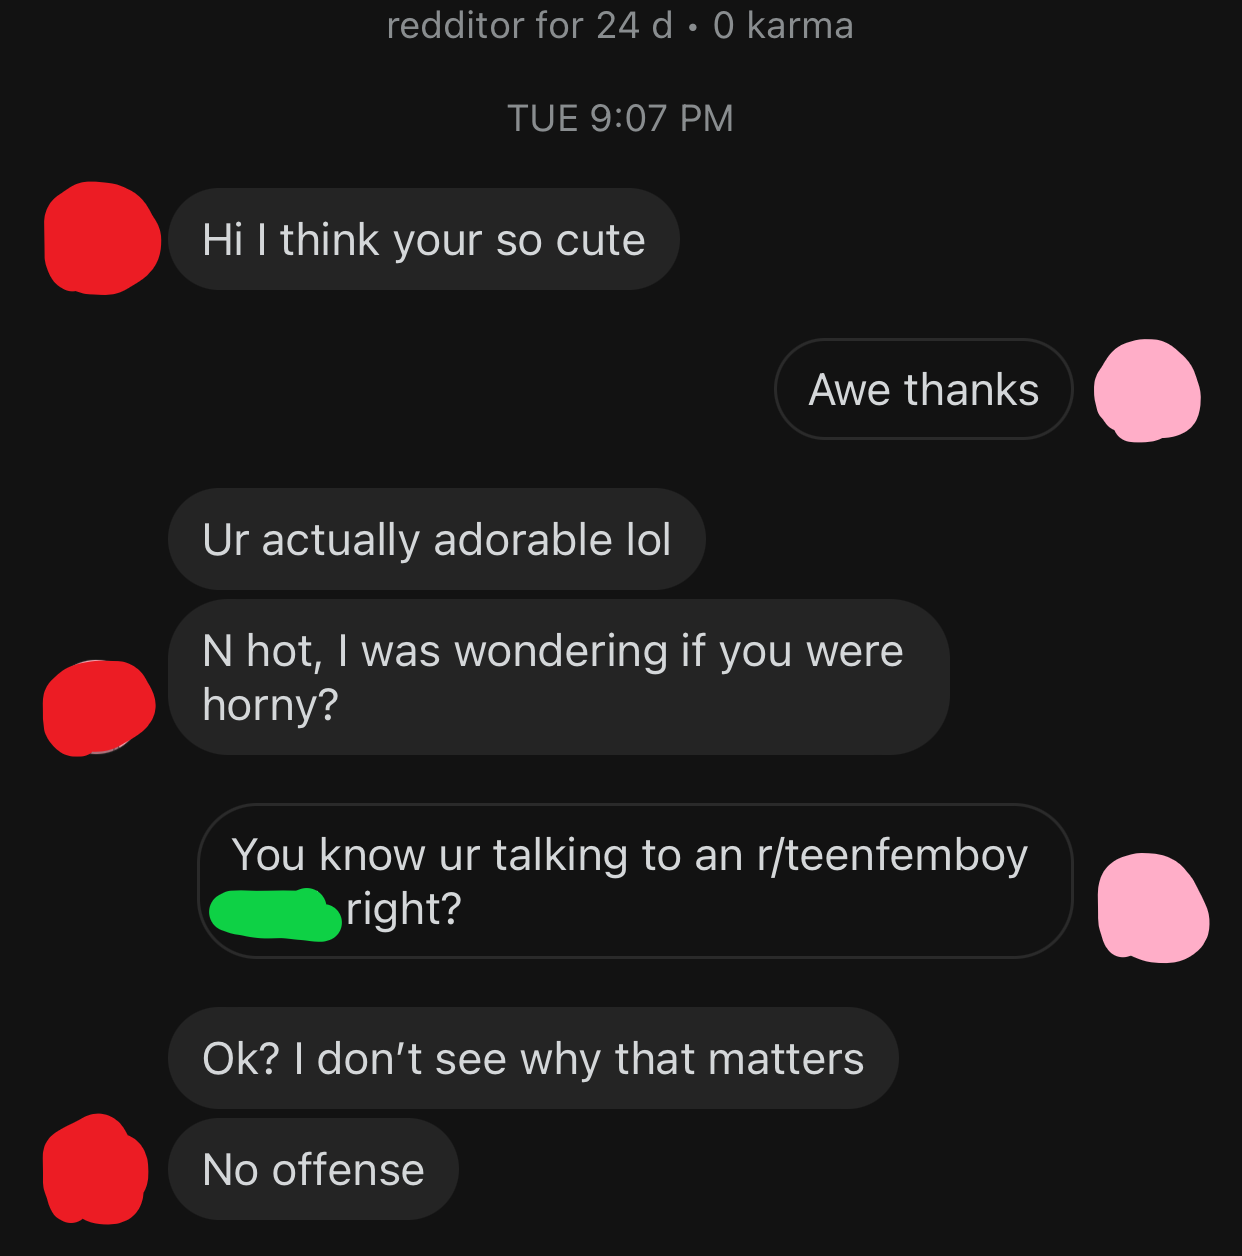 redditor for 24 d • 0 karma
TUE 9:07 PM
Hi I think your so cute
Awe thanks
Ur actually adorable lol
N hot, I was wondering if you were
horny?
You know ur talking to an r/teenfemboy
right?
Ok? I don’t see why that matters
No offense